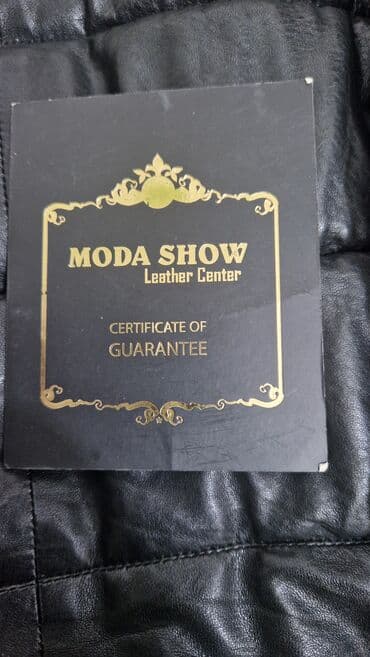 MODA SHOW
Leather Center
CERTIFICATE OF
GUARANTEE